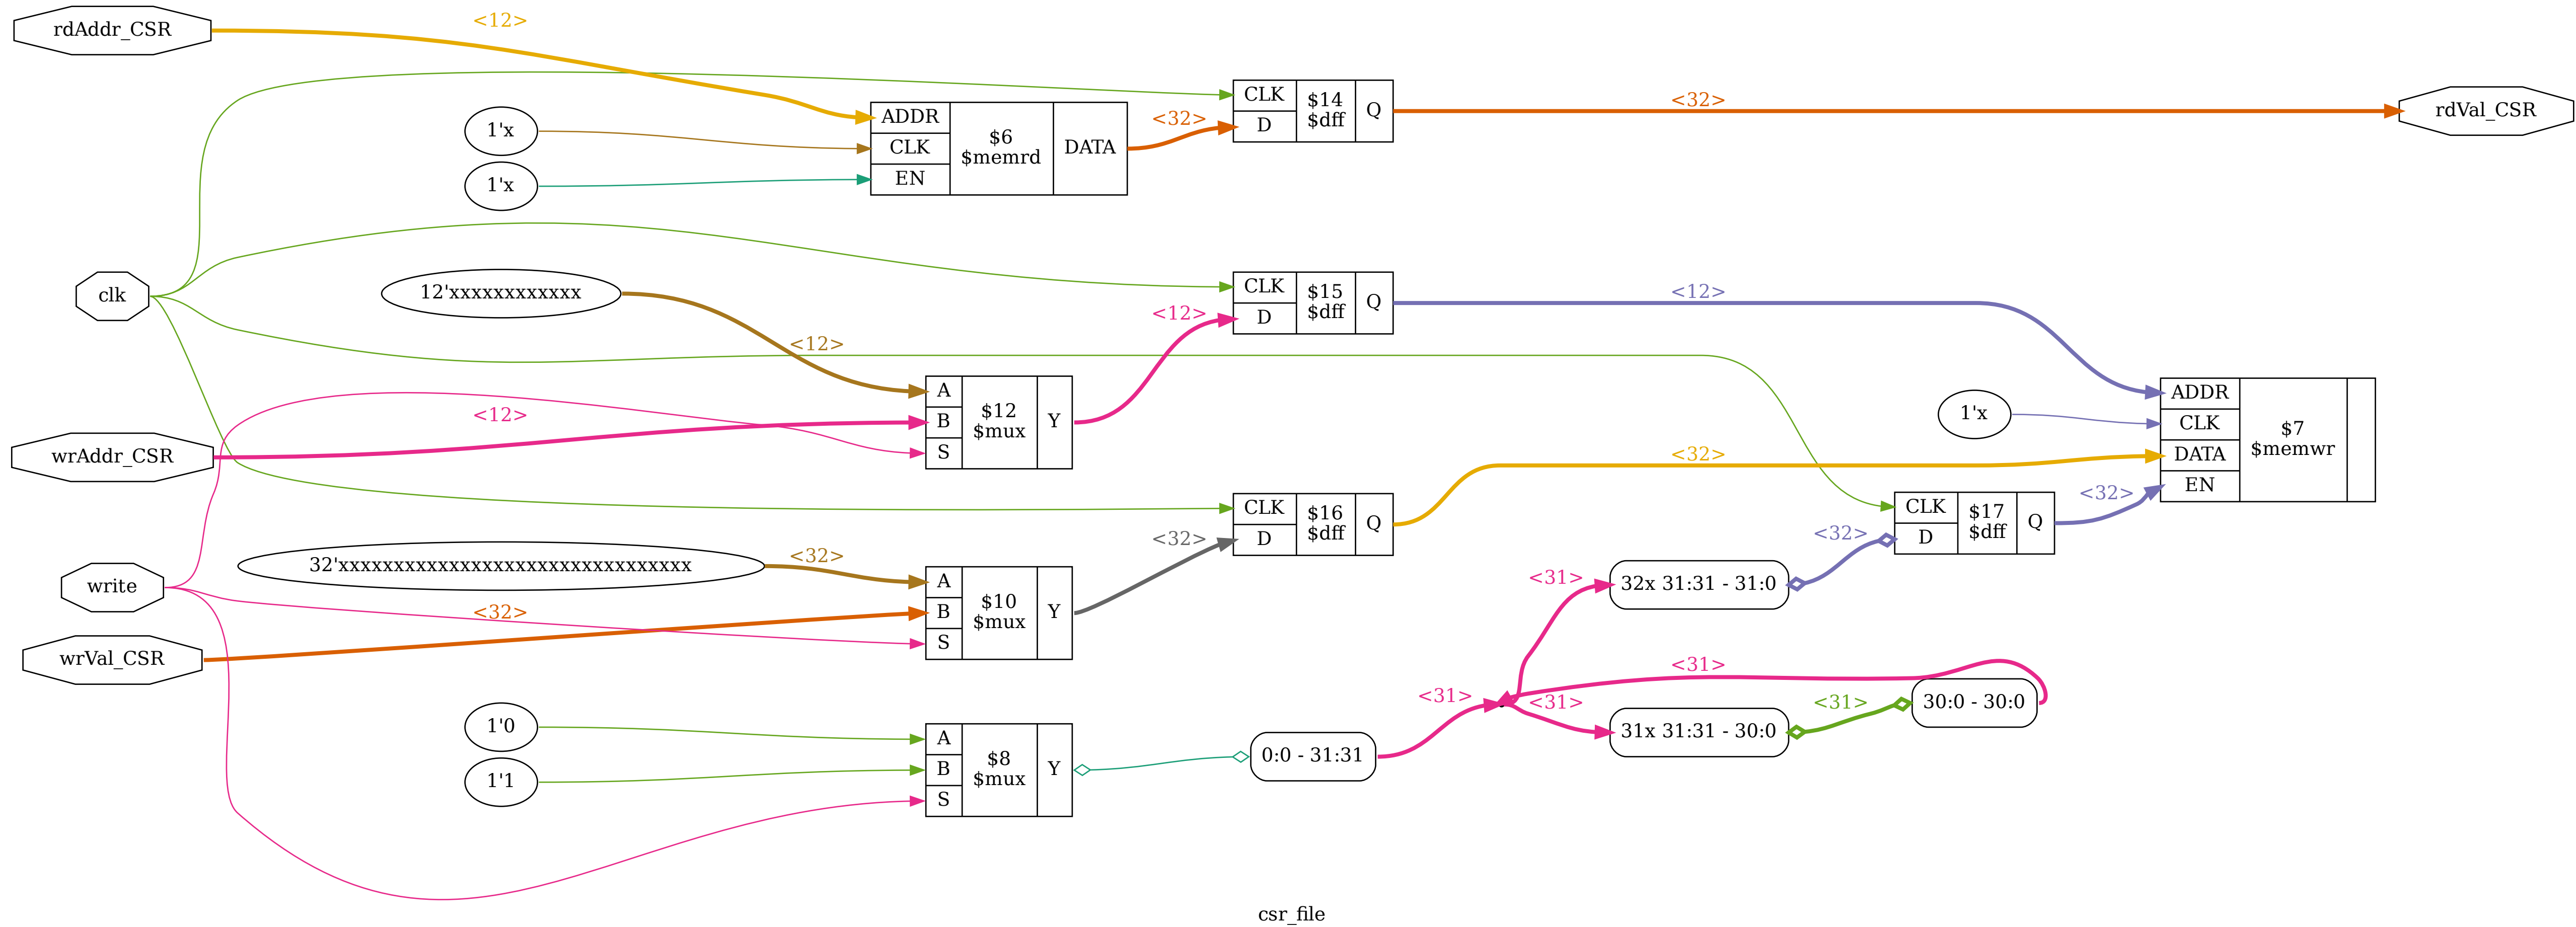 rdAddr_CSR
<12>
1'x
1'x
ADDR
CLK
EN
$6
$memrd
DATA
<32>
CLK
D
$14
$dff
Q
<32>
rdVal_CSR
clk
12'xxxxxxxxxxxx
<12>
<12>
wrAddr_CSR
A
B
S
$12
$mux
Y
<12>
CLK
D
$15
$dff
Q
<12>
1'x
ADDR
CLK
DATA
EN
$7
$memwr
write
32'xxxxxxxxxxxxxxxxxxxxxxxxxxxxxxxx
<32>
<32>
wrVal_CSR
A
B
S
$10
$mux
Y
<32>
CLK
D
$16
$dff
Q
<32>
CLK
D
$17
$dff
Q
<32>
<32>
<31>
32x 31:31 - 31:0
1'0
1'1
A
B
S
$8
$mux
Y
0:0 - 31:31
<31>
<31>
<31>
31x 31:31 - 30:0
<31>
30:0 - 30:0
csr_file